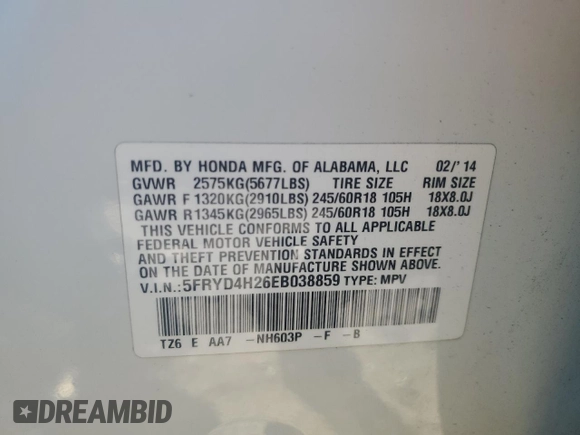 MFD. BY HONDA MFG. OF ALABAMA, LLC 02/'14
GVWR 2575KG(5677LBS) TIRE SIZE RIM SIZE
GAWR F 1320KG(2910LBS) 245/60R18 105H 18X8.0J
GAWR R 1345KG(2965LBS) 245/60R18 105H 18X8.0J
THIS VEHICLE CONFORMS TO ALL APPLICABLE
FEDERAL MOTOR VEHICLE SAFETY
AND THEFT PREVENTION STANDARDS IN EFFECT
ON THE DATE OF MANUFACTURE SHOWN ABOVE.
V.I.N.: 5FRYD4H26EB038859 TYPE: MPV
TZ6 E AA7 -NH603P -F -B
DREAMBID